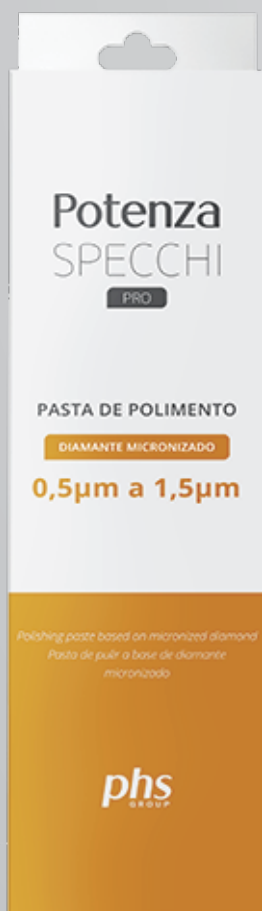 Potenza
SPECCHI
PRO
PASTA DE POLIMENTO
DIAMANTE MICRONIZADO
0,5µm a 1,5µm
Polishing paste based on micronized diamond
Pasta de pulir a base de diamante
micronizado
phs
GROUP